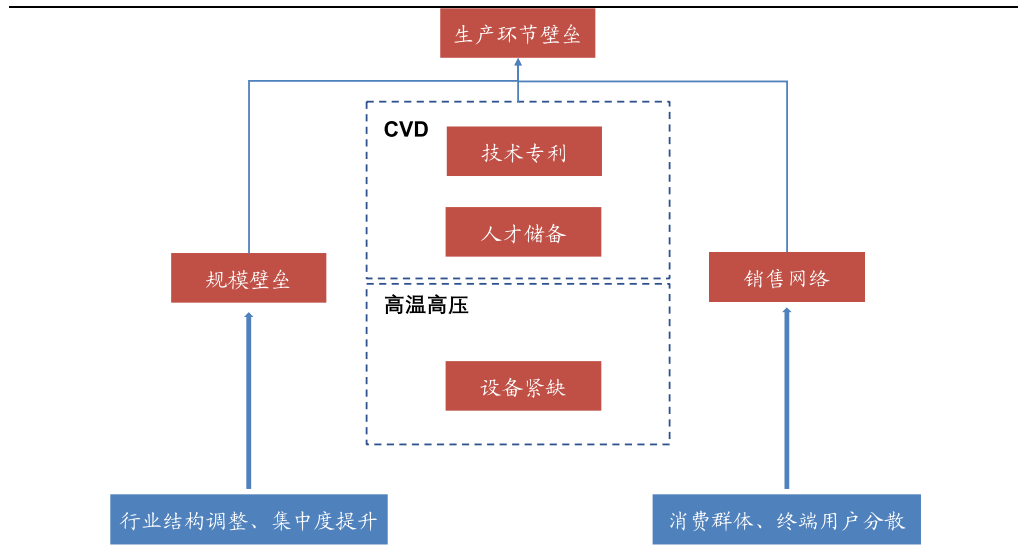 生产环节壁垒
CVD
技术专利
人才储备
规模壁垒
销售网络
高温高压
设备紧缺
行业结构调整、集中度提升
消费群体、终端用户分散